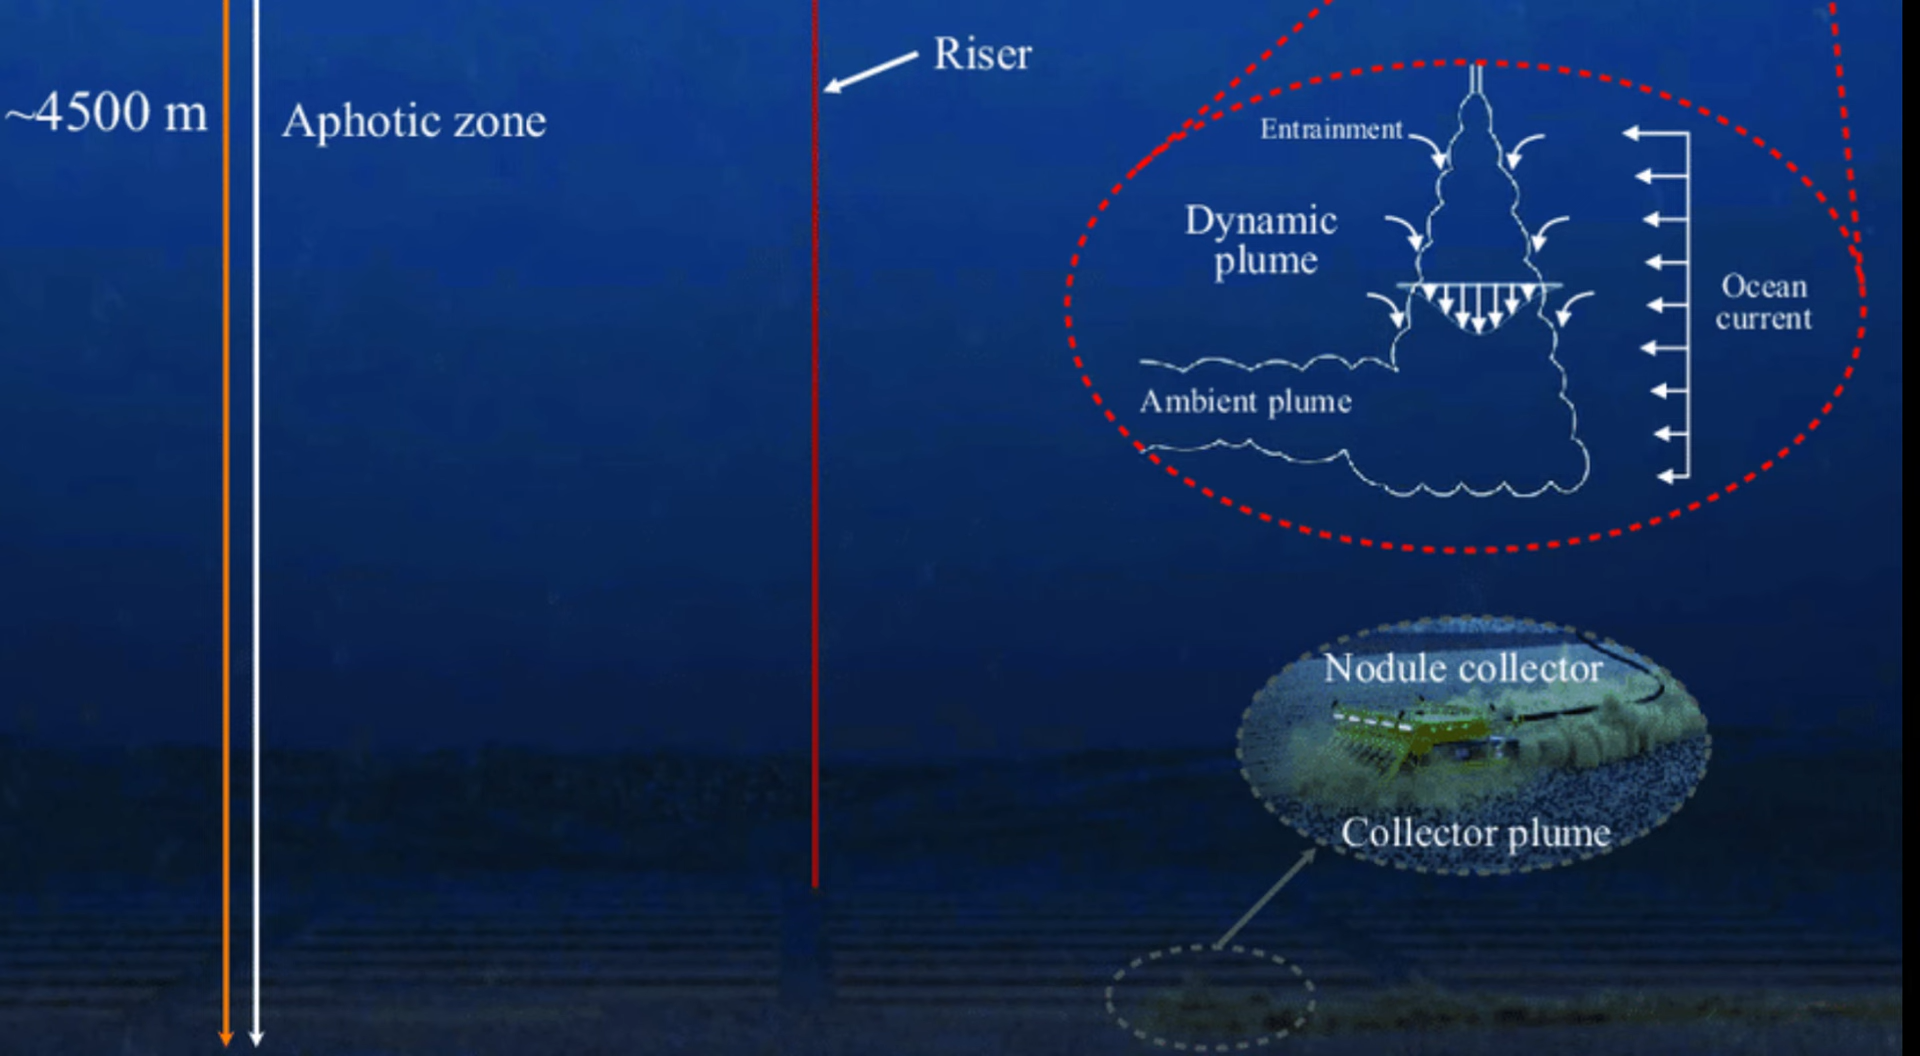 Riser
~4500 m
Aphotic zone
Entrainment
Dynamic
plume
Ocean
current
Ambient plume
Nodule collector
Collector plume